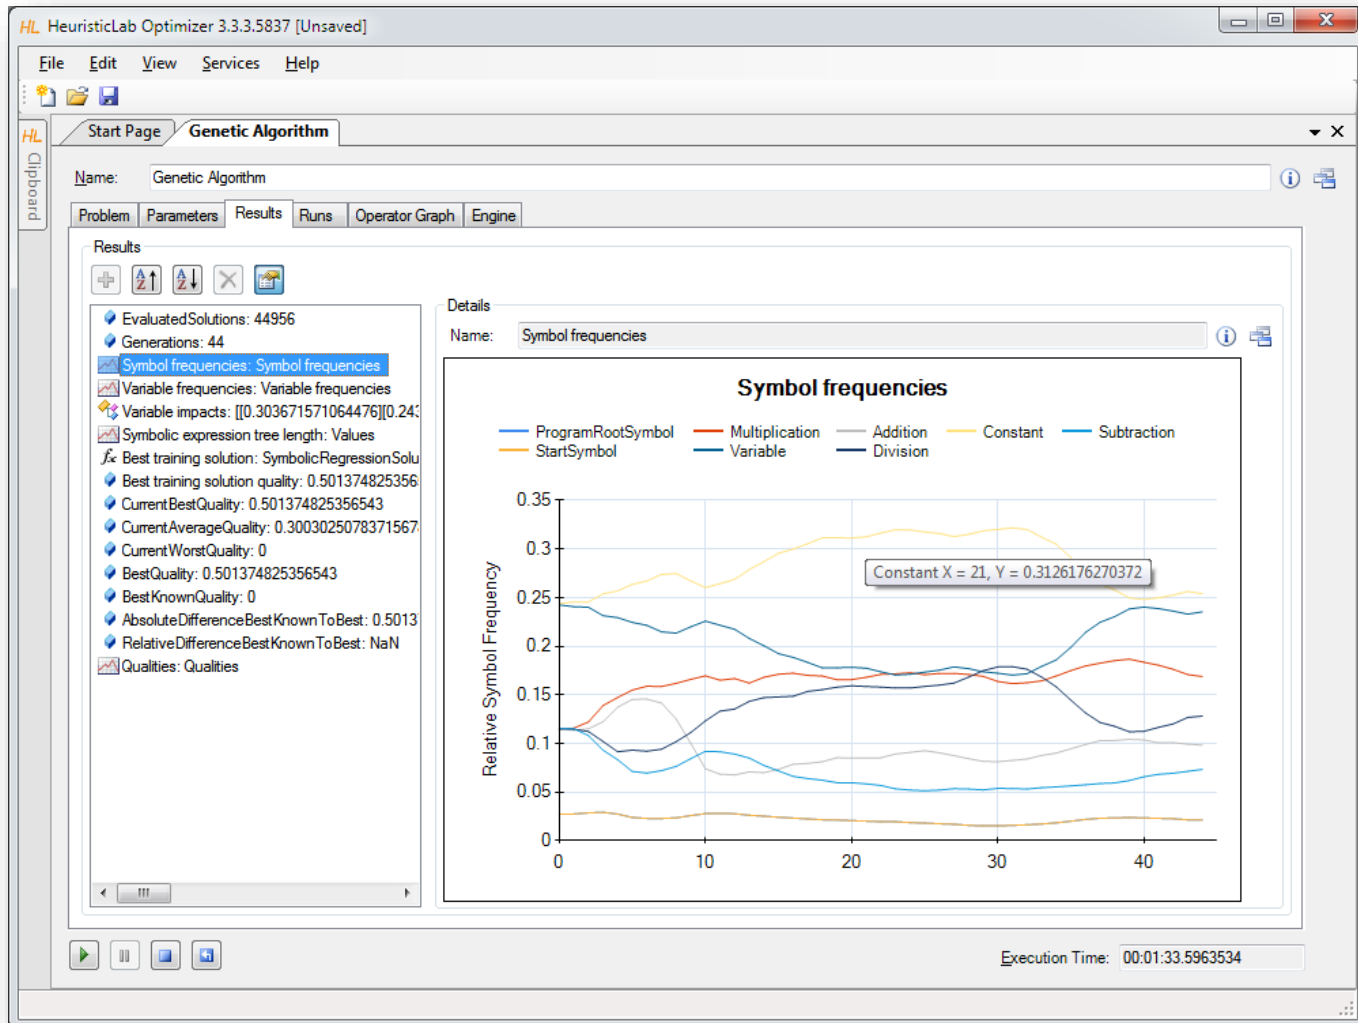 HL HeuristicLab Optimizer 3.3.3.5837 [Unsaved]
File Edit View Services Help
HL Clipboard
Start Page Genetic Algorithm
Name: Genetic Algorithm
Problem Parameters Results Runs Operator Graph Engine
Results
EvaluatedSolutions: 44956
Generations: 44
Symbol frequencies: Symbol frequencies
Variable frequencies: Variable frequencies
Variable impacts: [[0.303671571064476][0.243
Symbolic expression tree length: Values
Best training solution: SymbolicRegressionSolu
Best training solution quality: 0.501374825356
CurrentBestQuality: 0.501374825356543
CurrentAverageQuality: 0.300302507837156
CurrentWorstQuality: 0
BestQuality: 0.501374825356543
BestKnownQuality: 0
AbsoluteDifferenceBestKnownToBest: 0.5013
RelativeDifferenceBestKnownToBest: NaN
Qualities: Qualities
Details
Name: Symbol frequencies
Symbol frequencies
ProgramRootSymbol Multiplication Addition Constant Subtraction
StartSymbol Variable Division
Relative Symbol Frequency
0.35
0.3
0.25
0.2
0.15
0.1
0.05
0
Constant X = 21, Y = 0.3126176270372
0 10 20 30 40
Execution Time: 00:01:33.5963534